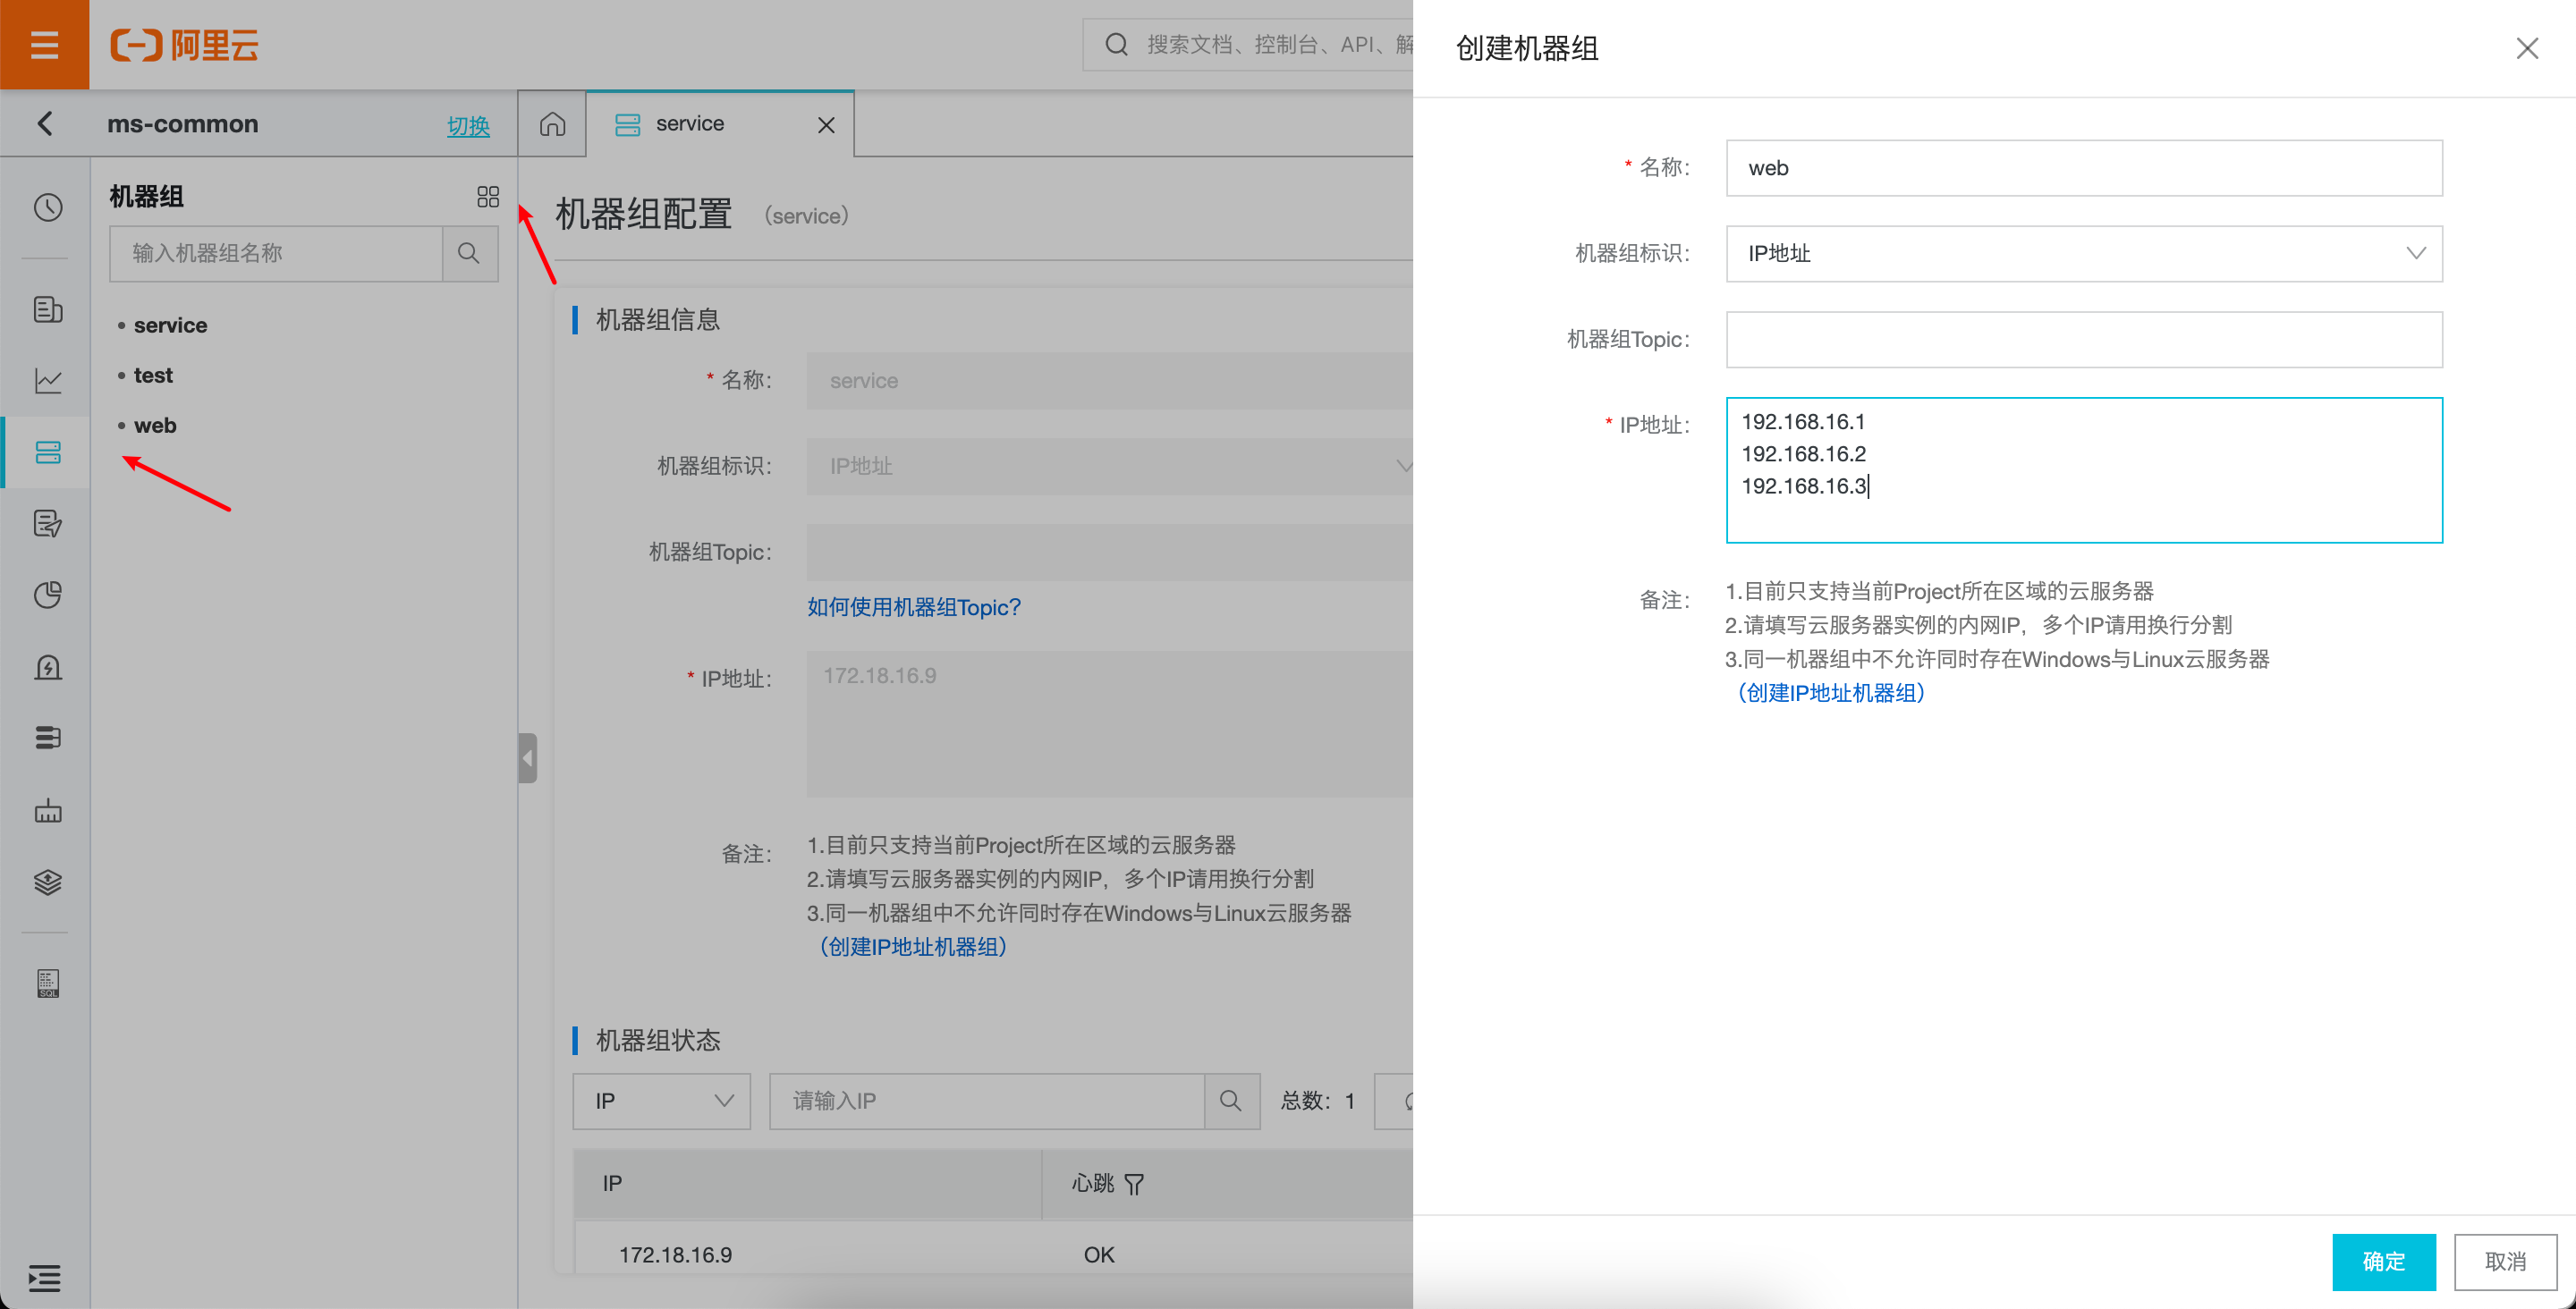 阿里云
搜索文档、控制台、API、解
ms-common
切换
service
机器组
输入机器组名称
service
test
web
SQL
机器组配置 （service）
机器组信息
* 名称： service
机器组标识： IP地址
机器组Topic：
如何使用机器组Topic？
* IP地址： 172.18.16.9
备注： 1.目前只支持当前Project所在区域的云服务器
2.请填写云服务器实例的内网IP，多个IP请用换行分割
3.同一机器组中不允许同时存在Windows与Linux云服务器
（创建IP地址机器组）
机器组状态
IP 请输入IP 总数： 1
IP 心跳
172.18.16.9 OK
创建机器组
* 名称： web
机器组标识： IP地址
机器组Topic：
* IP地址： 192.168.16.1
192.168.16.2
192.168.16.3
备注： 1.目前只支持当前Project所在区域的云服务器
2.请填写云服务器实例的内网IP，多个IP请用换行分割
3.同一机器组中不允许同时存在Windows与Linux云服务器
（创建IP地址机器组）
确定 取消